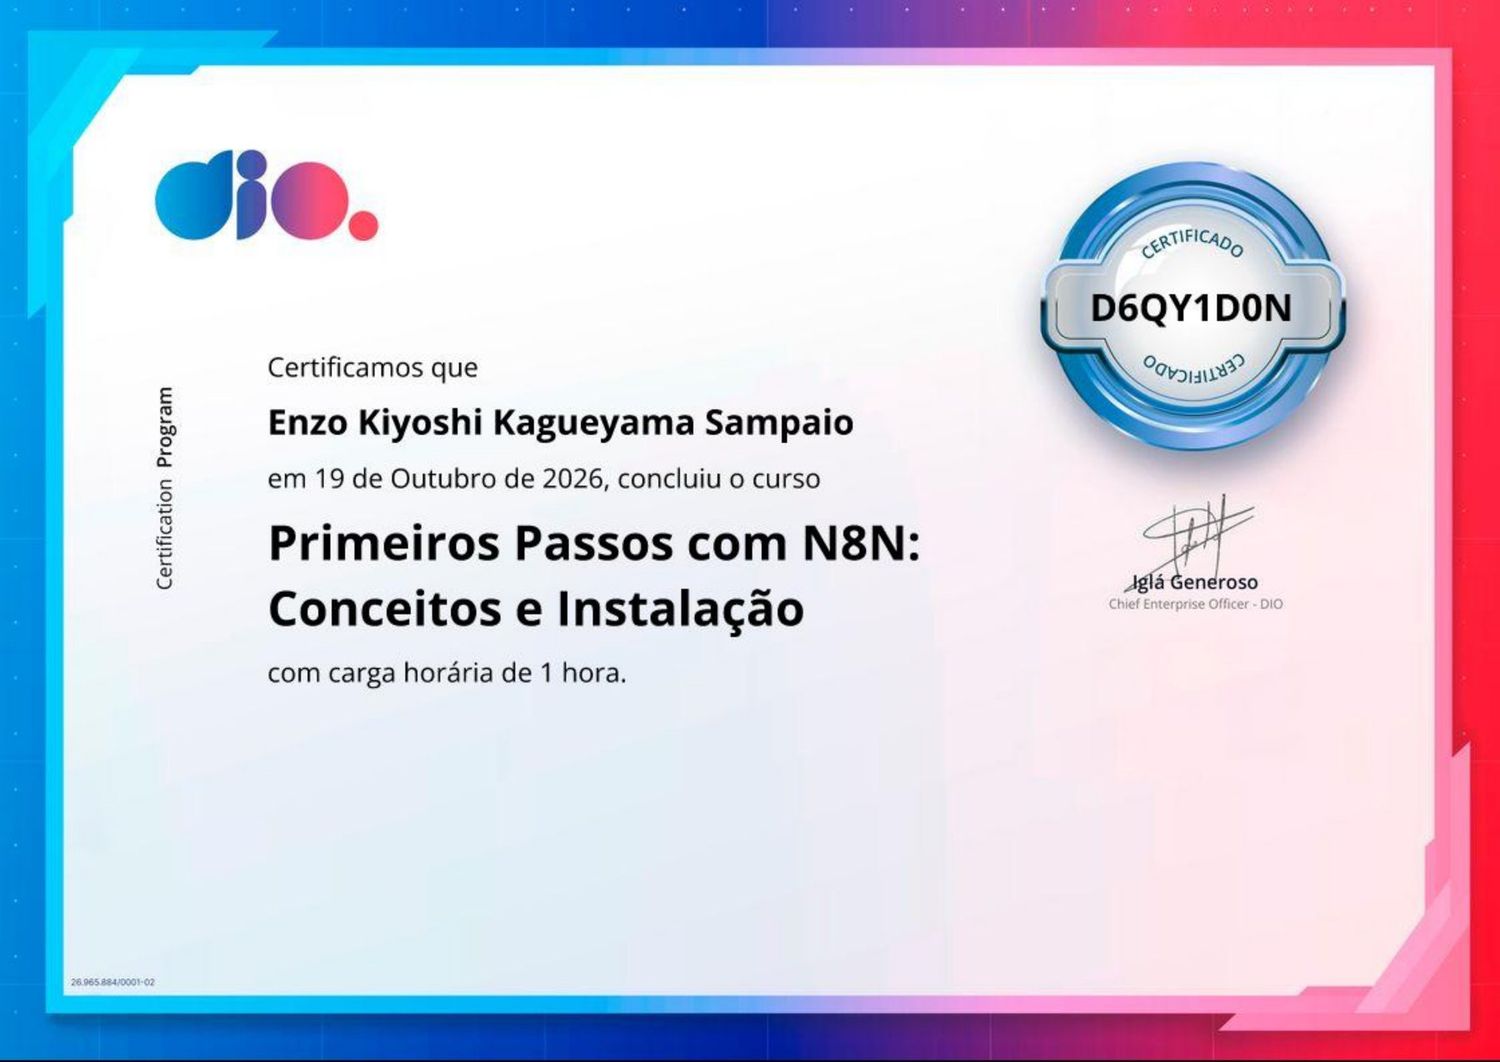 dio.
CERTIFICADO
D6QY1D0N
CERTIFICADO
Certification Program
Certificamos que
Enzo Kiyoshi Kagueyama Sampaio
em 19 de Outubro de 2026, concluiu o curso
Primeiros Passos com N8N:
Conceitos e Instalação
com carga horária de 1 hora.
Iglá Generoso
Chief Enterprise Officer - DIO
26.965.884/0001-02